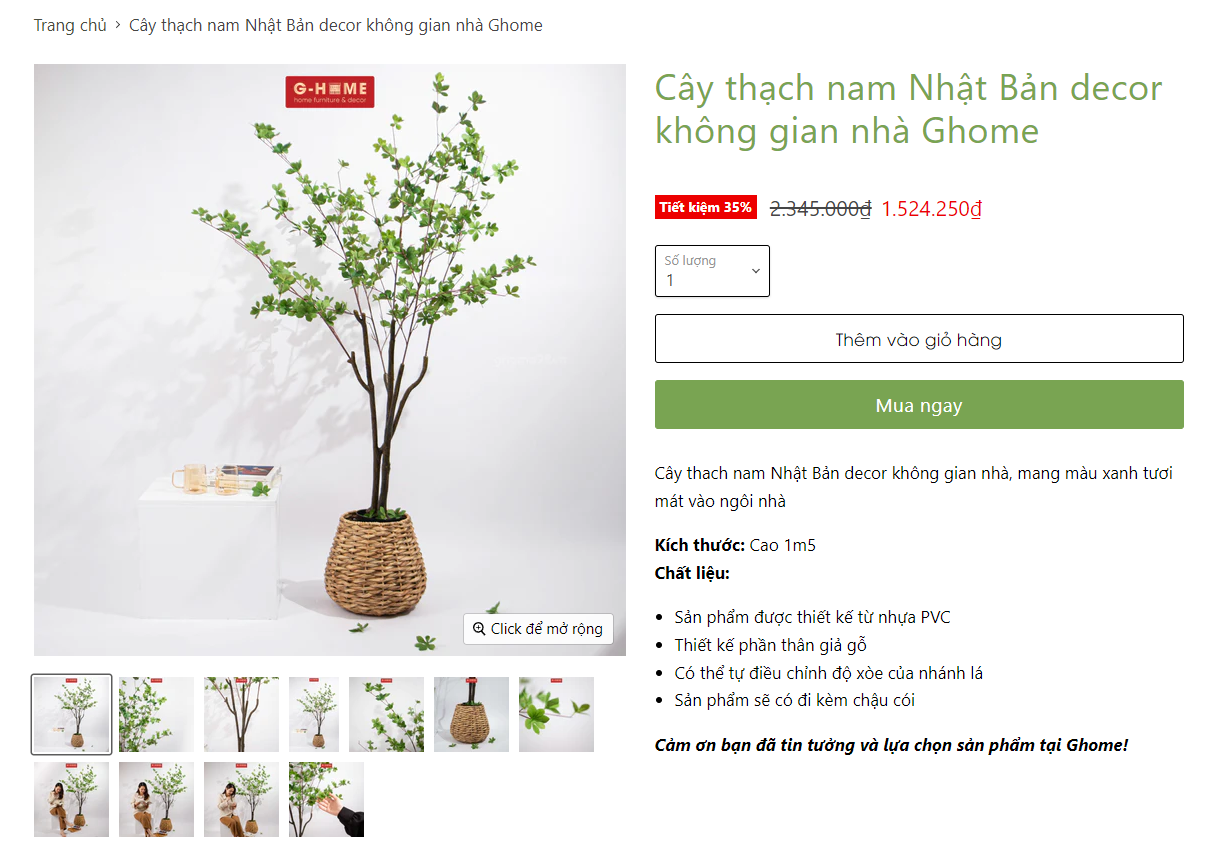 Trang chủ › Cây thạch nam Nhật Bản decor không gian nhà Ghome
G-HOME
home furniture & decor
Click để mở rộng
Cây thạch nam Nhật Bản decor
không gian nhà Ghome
Tiết kiệm 35% 2.345.000₫ 1.524.250₫
Số lượng
1
Thêm vào giỏ hàng
Mua ngay
Cây thach nam Nhật Bản decor không gian nhà, mang màu xanh tươi
mát vào ngôi nhà
Kích thước: Cao 1m5
Chất liệu:
• Sản phẩm được thiết kế từ nhựa PVC
• Thiết kế phần thân giả gỗ
• Có thể tự điều chỉnh độ xòe của nhánh lá
• Sản phẩm sẽ có đi kèm chậu cói
Cảm ơn bạn đã tin tưởng và lựa chọn sản phẩm tại Ghome!